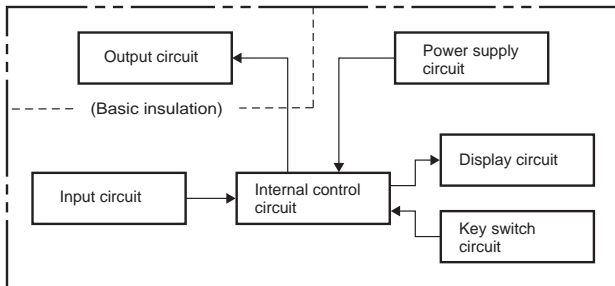 Output circuit
Power supply
circuit
(Basic insulation)
Display circuit
Input circuit
Internal control
circuit
Key switch
circuit